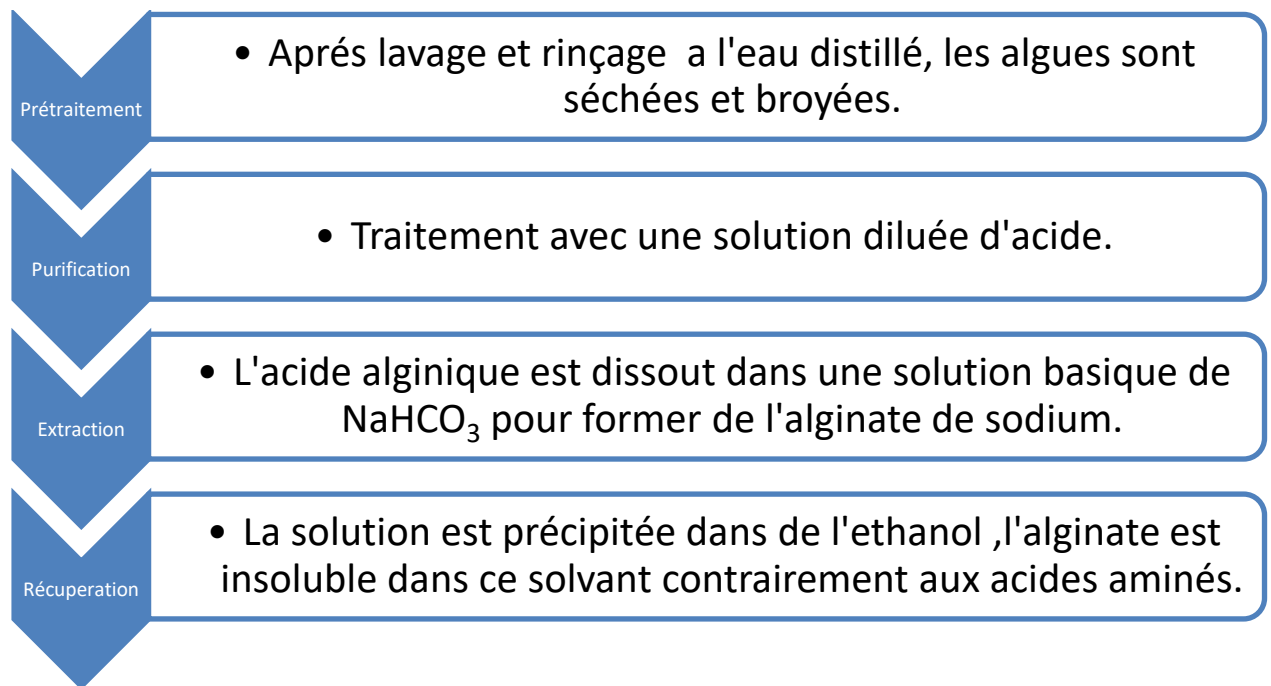 Prétraitement
• Aprés lavage et rinçage a l'eau distillé, les algues sont
séchées et broyées.
Purification
• Traitement avec une solution diluée d'acide.
Extraction
• L'acide alginique est dissout dans une solution basique de
NaHCO₃ pour former de l'alginate de sodium.
Récuperation
• La solution est précipitée dans de l'ethanol ,l'alginate est
insoluble dans ce solvant contrairement aux acides aminés.